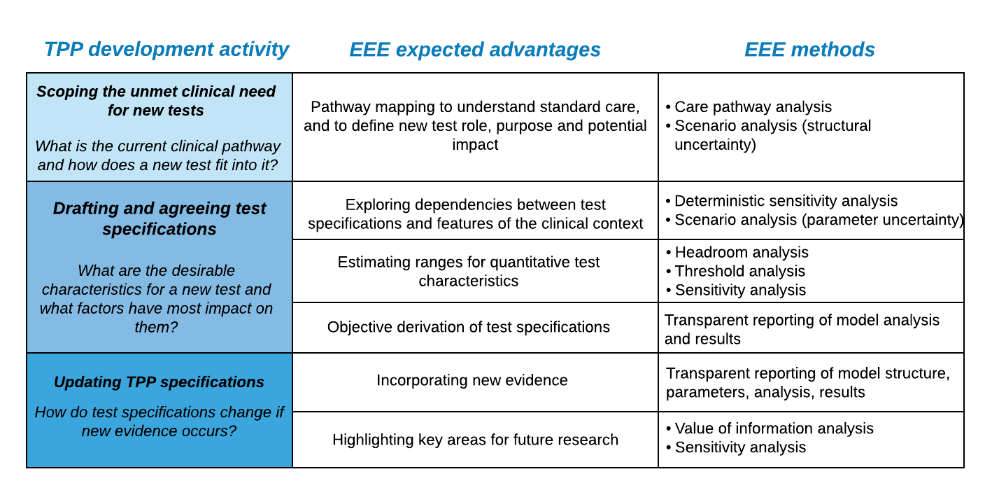 TPP development activity
EEE expected advantages
EEE methods
Scoping the unmet clinical need
for new tests
What is the current clinical pathway
and how does a new test fit into it?
Pathway mapping to understand standard care,
and to define new test role, purpose and potential
impact
• Care pathway analysis
• Scenario analysis (structural
uncertainty)
Drafting and agreeing test
specifications
What are the desirable
characteristics for a new test and
what factors have most impact on
them?
Exploring dependencies between test
specifications and features of the clinical context
• Deterministic sensitivity analysis
• Scenario analysis (parameter uncertainty)
Estimating ranges for quantitative test
characteristics
• Headroom analysis
• Threshold analysis
• Sensitivity analysis
Objective derivation of test specifications
Transparent reporting of model analysis
and results
Updating TPP specifications
How do test specifications change if
new evidence occurs?
Incorporating new evidence
Transparent reporting of model structure,
parameters, analysis, results
Highlighting key areas for future research
• Value of information analysis
• Sensitivity analysis